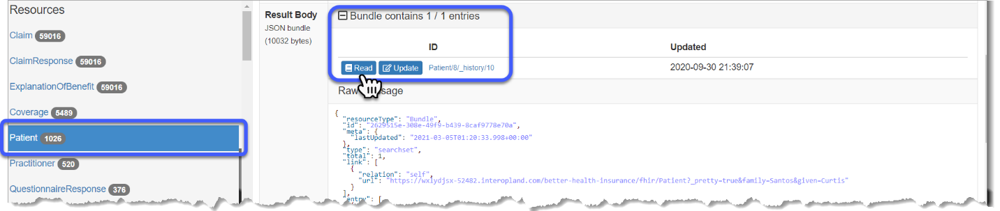 Resources
Claim 59016
ClaimResponse 59016
ExplanationOfBenefit 59016
Coverage 5489
Patient 1026
Practitioner 520
QuestionnaireResponse 376
Result Body
JSON bundle
(10032 bytes)
Bundle contains 1 / 1 entries
ID Updated
Read Update Patient/8/_history/10 2020-09-30 21:39:07
Raw
{
"resourceType": "Bundle",
"id": "2629515e-308e-49f9-b439-8caf9778e70a",
"meta": {
"lastUpdated": "2021-03-05T01:20:33.998+00:00"
},
"type": "searchset",
"total": 1,
"link": [
{
"relation": "self",
"url": "https://wxlydjsx-52482.interopland.com/better-health-insurance/fhir/Patient?_pretty=true&family=Santos&given=Curtis"
}
],
"entry": [